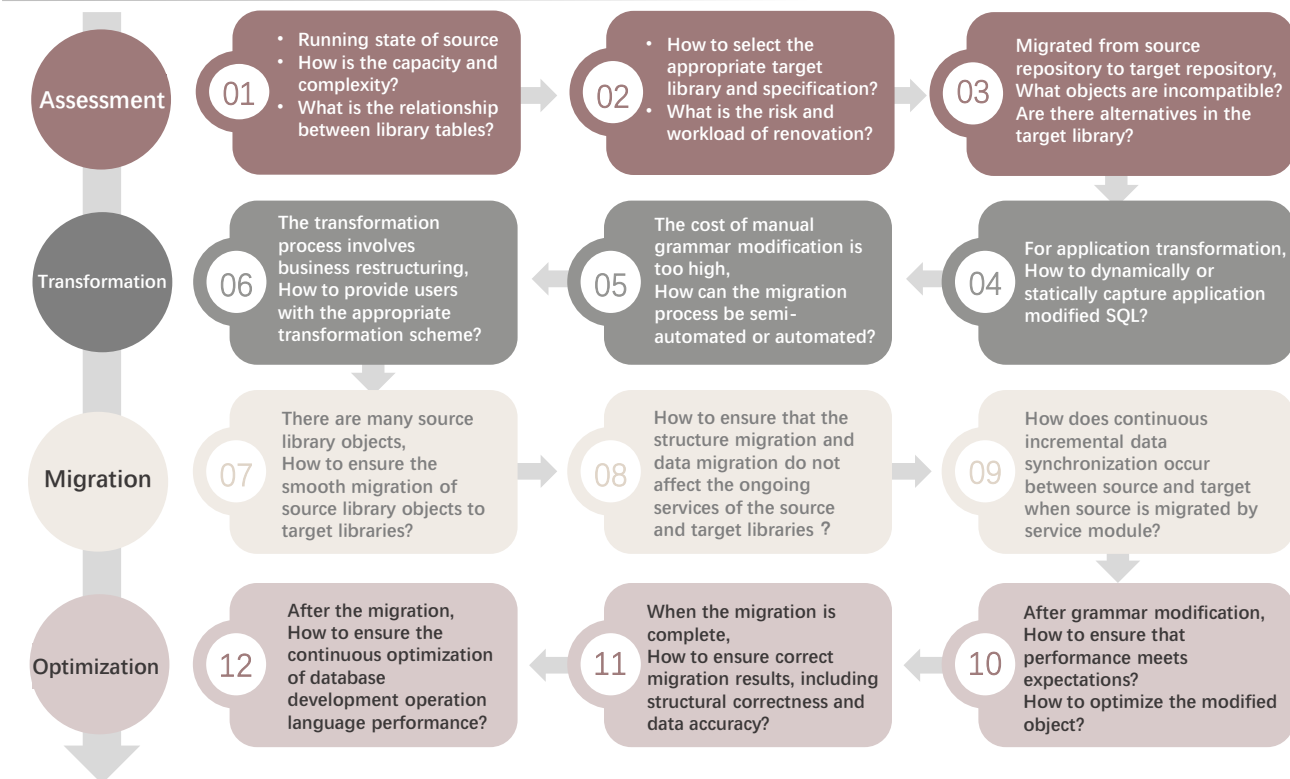 Assessment
01
• Running state of source
• How is the capacity and
complexity?
• What is the relationship
between library tables?
02
• How to select the
appropriate target
library and specification?
• What is the risk and
workload of renovation?
03
Migrated from source
repository to target repository,
What objects are incompatible?
Are there alternatives in the
target library?
Transformation
06
The transformation
process involves
business restructuring,
How to provide users
with the appropriate
transformation scheme?
05
The cost of manual
grammar modification is
too high,
How can the migration
process be semi-
automated or automated?
04
For application transformation,
How to dynamically or
statically capture application
modified SQL?
Migration
07
There are many source
library objects,
How to ensure the
smooth migration of
source library objects to
target libraries?
08
How to ensure that the
structure migration and
data migration do not
affect the ongoing
services of the source
and target libraries ?
09
How does continuous
incremental data
synchronization occur
between source and target
when source is migrated by
service module?
Optimization
12
After the migration,
How to ensure the
continuous optimization
of database
development operation
language performance?
11
When the migration is
complete,
How to ensure correct
migration results, including
structural correctness and
data accuracy?
10
After grammar modification,
How to ensure that
performance meets
expectations?
How to optimize the modified
object?